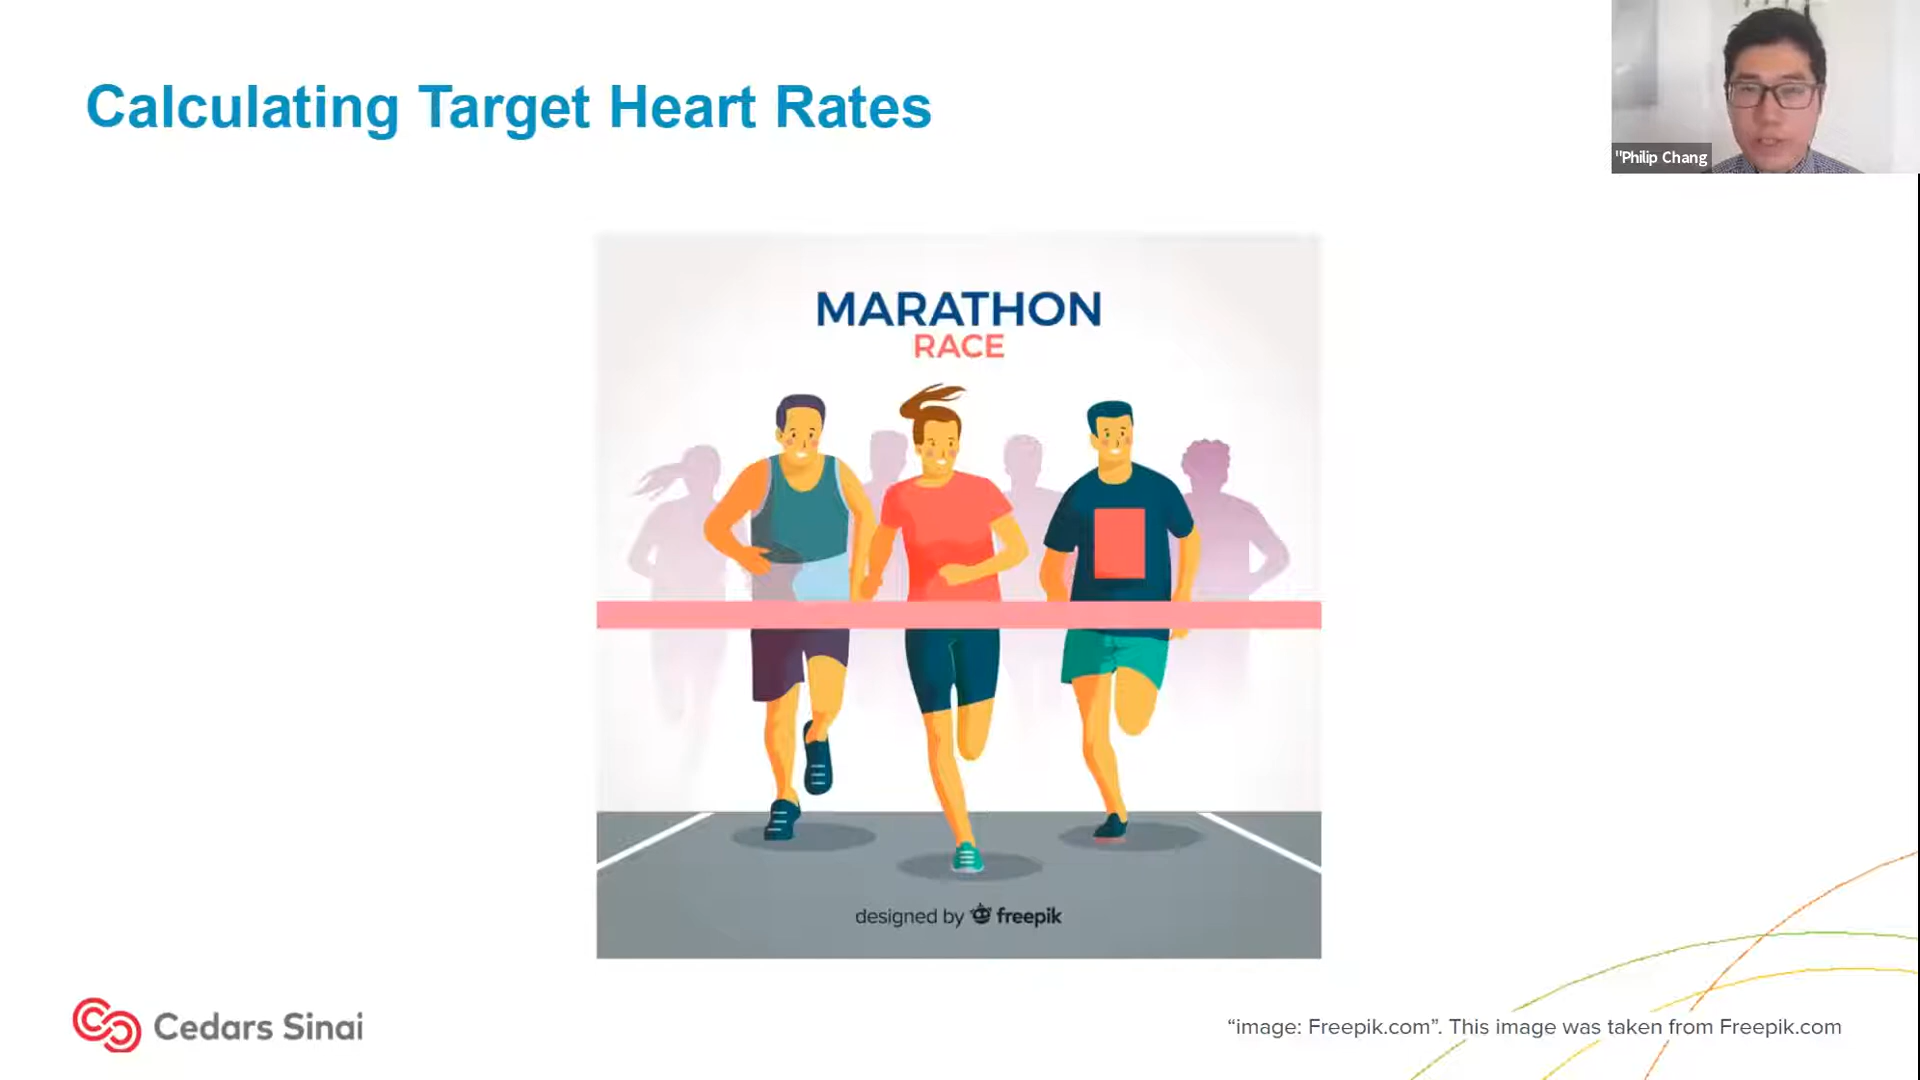 Calculating Target Heart Rates
"Philip Chang
MARATHON
RACE
designed by freepik
Cedars Sinai
“image: Freepik.com”. This image was taken from Freepik.com